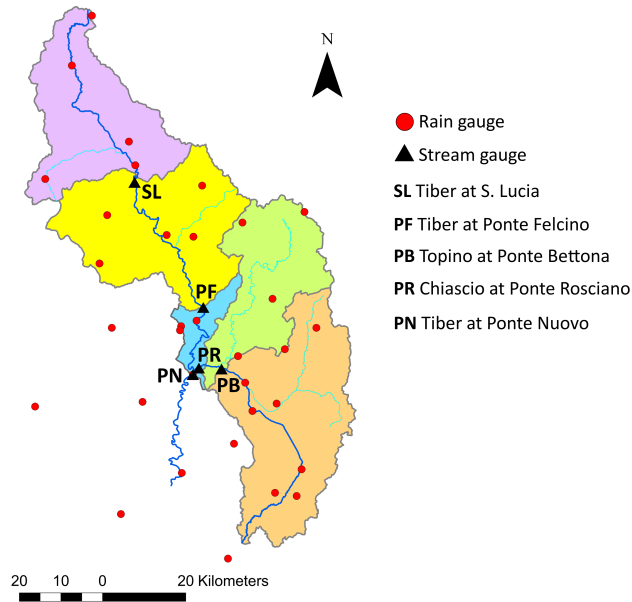 N
Rain gauge
Stream gauge
SL Tiber at S. Lucia
PF Tiber at Ponte Felcino
PB Topino at Ponte Bettona
PR Chiascio at Ponte Rosciano
PN Tiber at Ponte Nuovo
SL
PF
PR
PN
PB
20 10 0 20 Kilometers